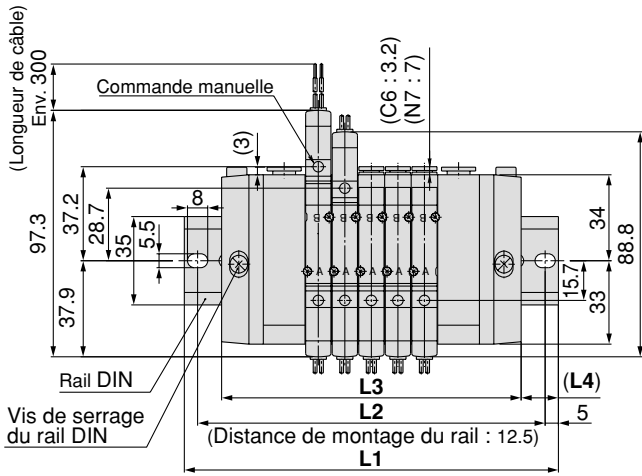 (Longueur de câble)
Env. 300
Commande manuelle
(C6 : 3.2)
(N7 : 7)
(3)
97.3
37.2
28.7
35
8
5.5
37.9
34
88.8
15.7
33
B B B B B
A A A A A
Rail DIN
Vis de serrage
du rail DIN
L3
(L4)
L2
5
(Distance de montage du rail : 12.5)
L1